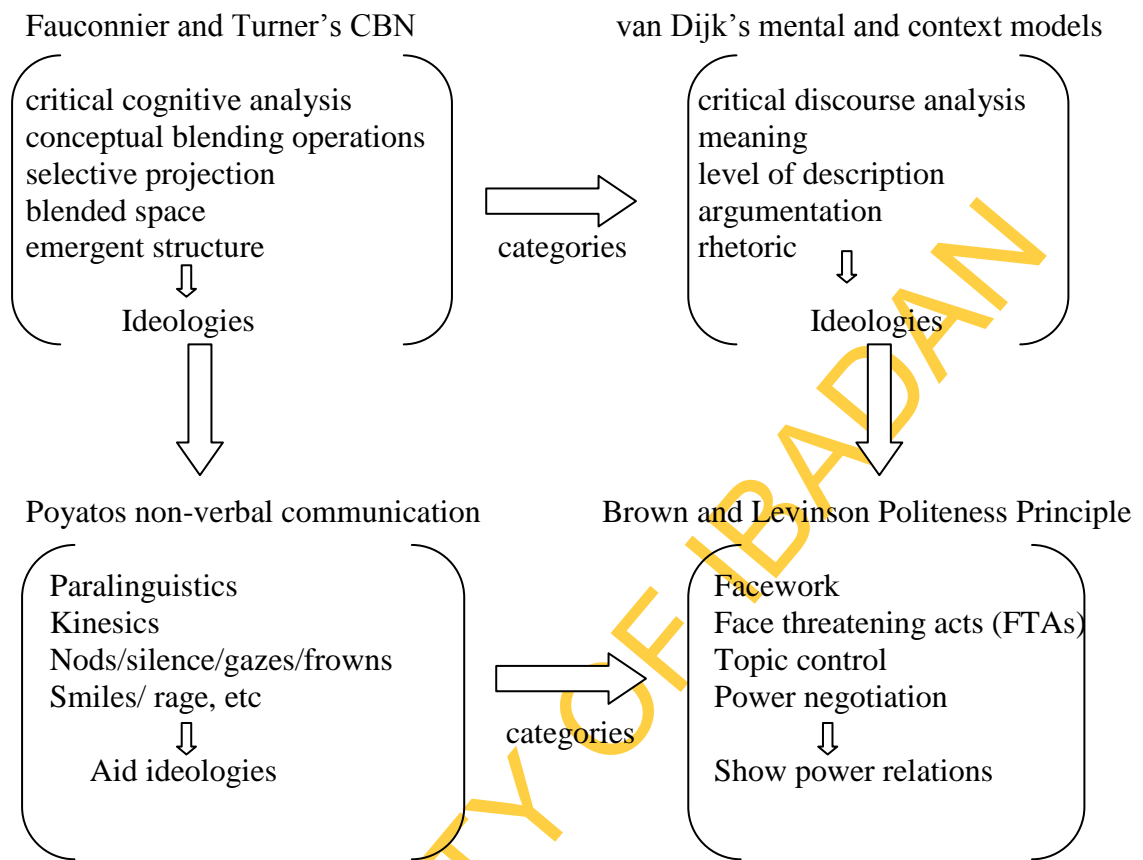 Fauconnier and Turner's CBN
critical cognitive analysis
conceptual blending operations
selective projection
blended space
emergent structure
Ideologies
categories
van Dijk's mental and context models
critical discourse analysis
meaning
level of description
argumentation
rhetoric
Ideologies
Poyatos non-verbal communication
Paralinguistics
Kinesics
Nods/silence/gazes/frowns
Smiles/ rage, etc
Aid ideologies
categories
Brown and Levinson Politeness Principle
Facework
Face threatening acts (FTAs)
Topic control
Power negotiation
Show power relations
TY OF IBADAN